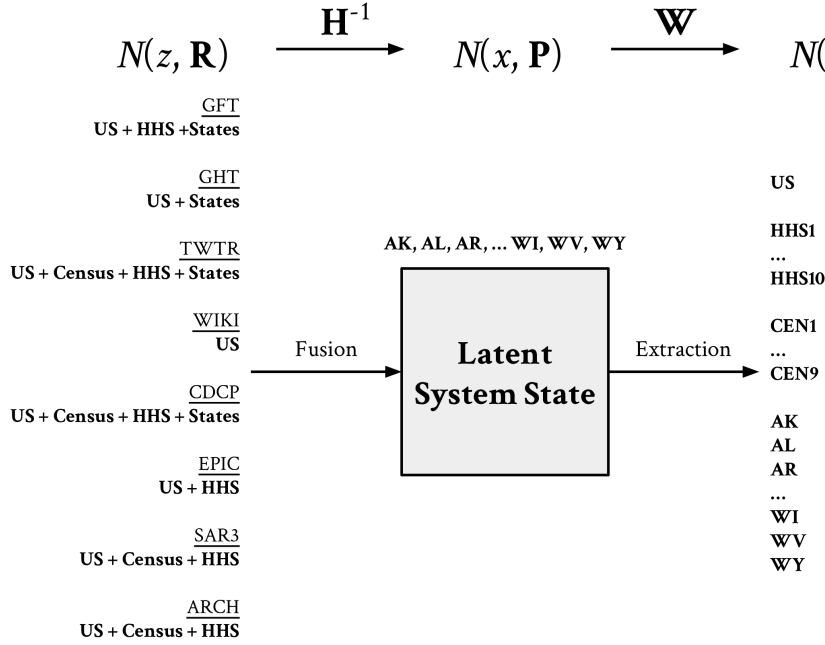 H⁻¹
W
N(z, R)
N(x, P)
N(
GFT
US + HHS +States
GHT
US + States
TWTR
US + Census + HHS + States
WIKI
US
CDCP
US + Census + HHS + States
EPIC
US + HHS
SAR3
US + Census + HHS
ARCH
US + Census + HHS
Fusion
AK, AL, AR, ... WI, WV, WY
Latent
System State
Extraction
US
HHS1
...
HHS10
CEN1
...
CEN9
AK
AL
AR
...
WI
WV
WY